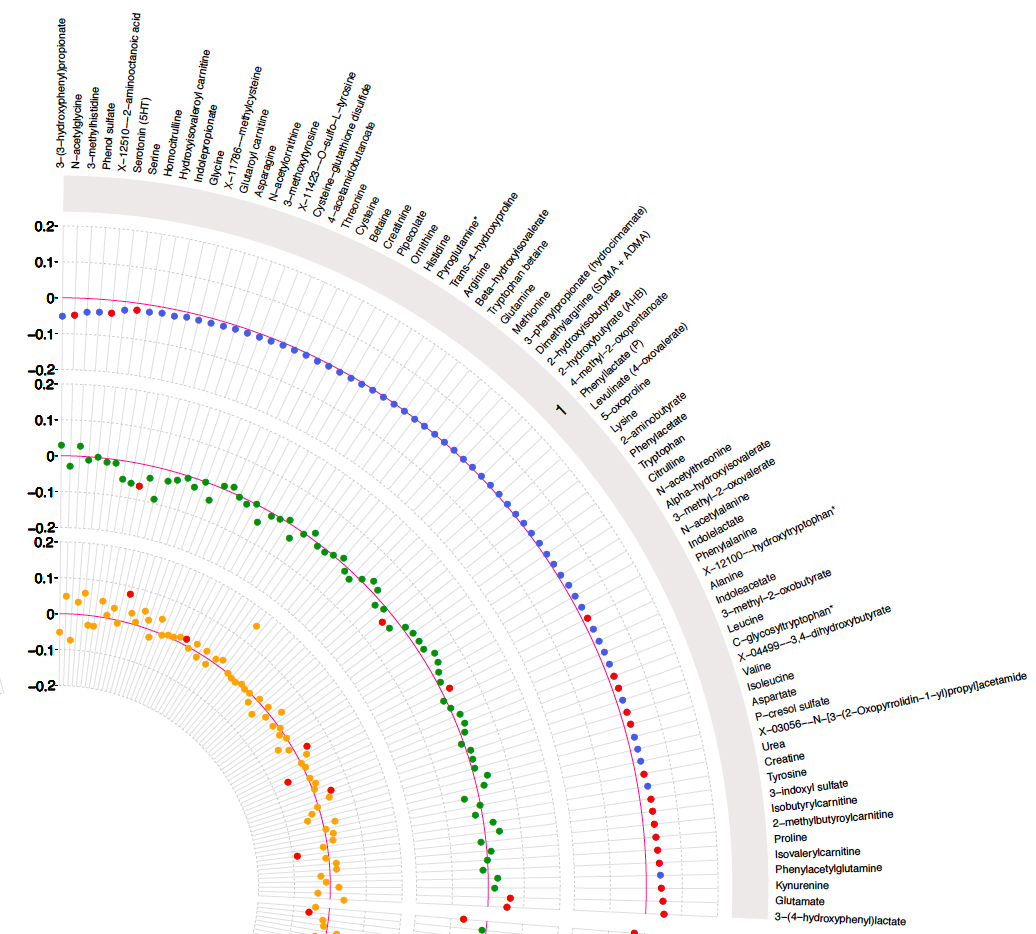 3−(3−hydroxyphenyl)propionate
N−acetylglycine
3−methylhistidine
Phenol sulfate
X−12510−−2−aminooctanoic acid
Serotonin (5HT)
Serine
Homocitrulline
Hydroxyisovaleroyl carnitine
Indolepropionate
Glycine
X−11786−−methylcysteine
Glutaroyl carnitine
Asparagine
N−acetylornithine
3−methoxytyrosine
X−11423−−O−sulfo−L−tyrosine
Cysteine−glutathione disulfide
4−acetamidobutanoate
Threonine
Cysteine
Betaine
Creatinine
Pipecolate
Ornithine
Histidine
Pyroglutamine*
Trans−4−hydroxyproline
Arginine
Beta−hydroxyisovalerate
Tryptophan betaine
Glutamine
Methionine
3−phenylpropionate (hydrocinnamate)
Dimethylarginine (SDMA + ADMA)
2−hydroxyisobutyrate
2−hydroxybutyrate (AHB)
4−methyl−2−oxopentanoate
Phenyllactate (P)
Levulinate (4−oxovalerate)
5−oxoproline
Lysine
2−aminobutyrate
Phenylacetate
Tryptophan
Citrulline
N−acetylthreonine
Alpha−hydroxyisovalerate
3−methyl−2−oxovalerate
N−acetylalanine
Indolelactate
Phenylalanine
X−12100−−hydroxytryptophan*
Alanine
Indoleacetate
3−methyl−2−oxobutyrate
Leucine
C−glycosyltryptophan*
X−04499−−3,4−dihydroxybutyrate
Valine
Isoleucine
Aspartate
P−cresol sulfate
X−03056−−N−[3−(2−Oxopyrrolidin−1−yl)propyl]acetamide
Urea
Creatine
Tyrosine
3−indoxyl sulfate
Isobutyrylcarnitine
2−methylbutyroylcarnitine
Proline
Isovalerylcarnitine
Phenylacetylglutamine
Kynurenine
Glutamate
3−(4−hydroxyphenyl)lactate
1
0.2
0.1
0
−0.1
−0.2
0.2
0.1
0
−0.1
−0.2
0.2
0.1
0
−0.1
−0.2